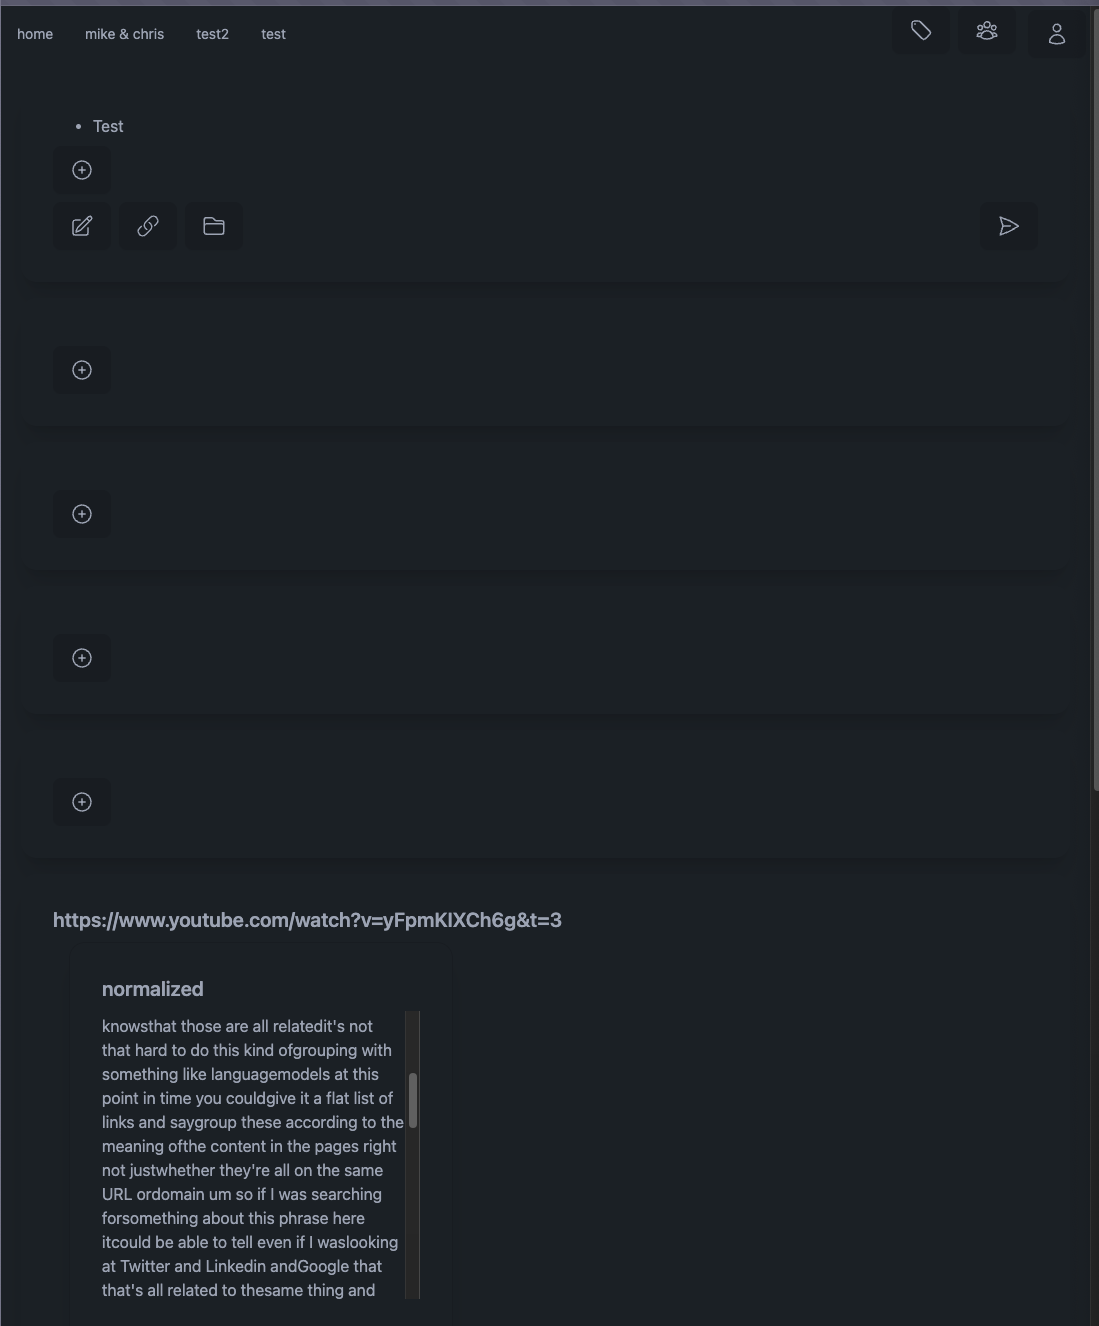 home mike & chris test2 test
• Test
https://www.youtube.com/watch?v=yFpmKIXCh6g&t=3
normalized
knowsthat those are all relatedit's not
that hard to do this kind ofgrouping with
something like languagemodels at this
point in time you couldgive it a flat list of
links and saygroup these according to the
meaning ofthe content in the pages right
not justwhether they're all on the same
URL ordomain um so if I was searching
forsomething about this phrase here
itcould be able to tell even if I waslooking
at Twitter and Linkedin andGoogle that
that's all related to thesame thing and